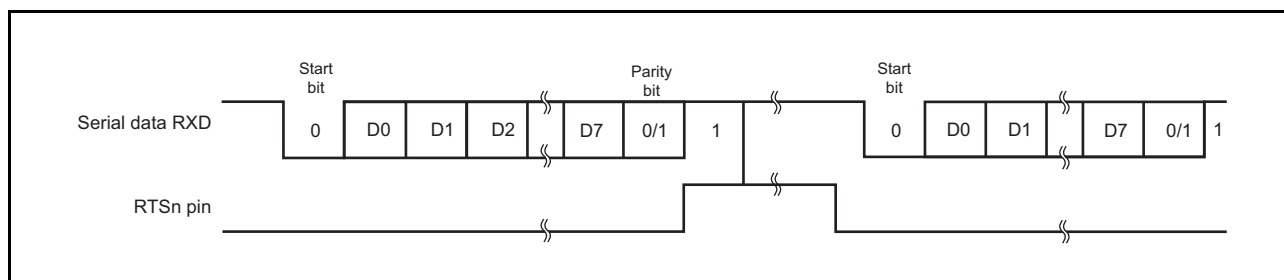 Start bit
Parity bit
Start bit
Serial data RXD
0 D0 D1 D2 D7 0/1 1 0 D0 D1 D7 0/1 1
RTSn pin